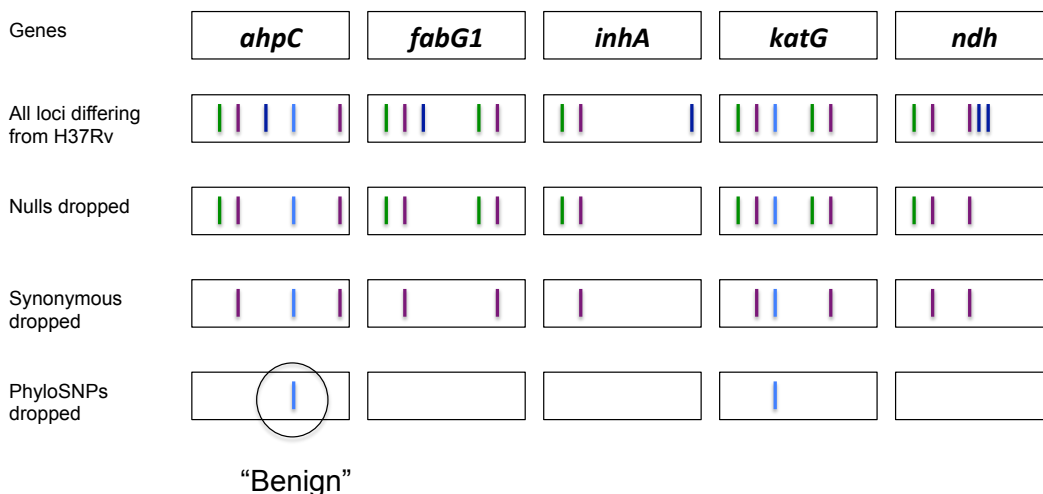 Genes
ahpC fabG1 inhA katG ndh
All loci differing
from H37Rv
Nulls dropped
Synonymous
dropped
PhyloSNPs
dropped
“Benign”